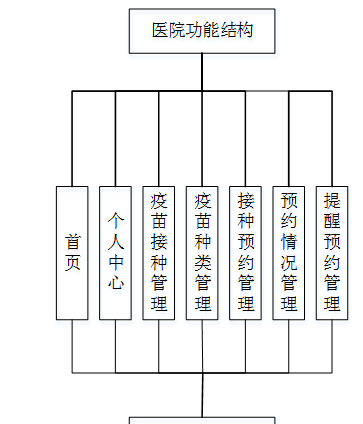 医院功能结构
首页
个人中心
疫苗接种管理
疫苗种类管理
接种预约管理
预约情况管理
提醒预约管理